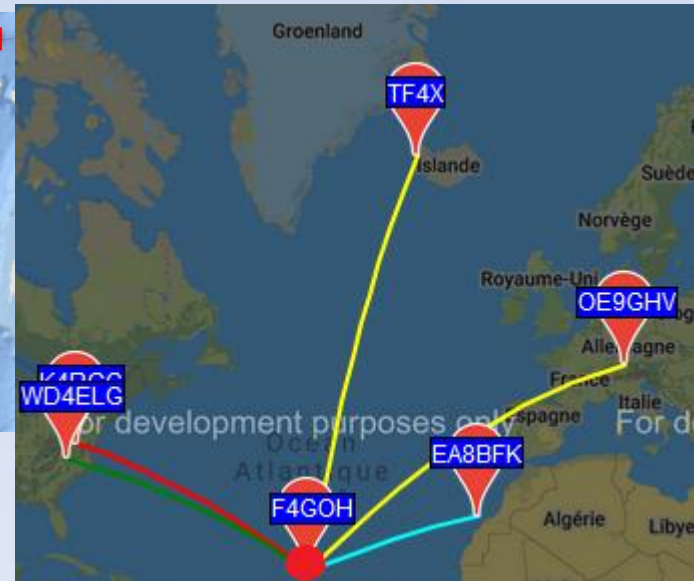 Groenland
TF4X
Islande
Suède
Norvège
Royaume-Uni
OE9GHV
Allemagne
France
WD4ELG
Italie
For development purposes only
Espagne
For de
Océan
Atlantique
EA8BFK
F4GOH
Algérie
Libye